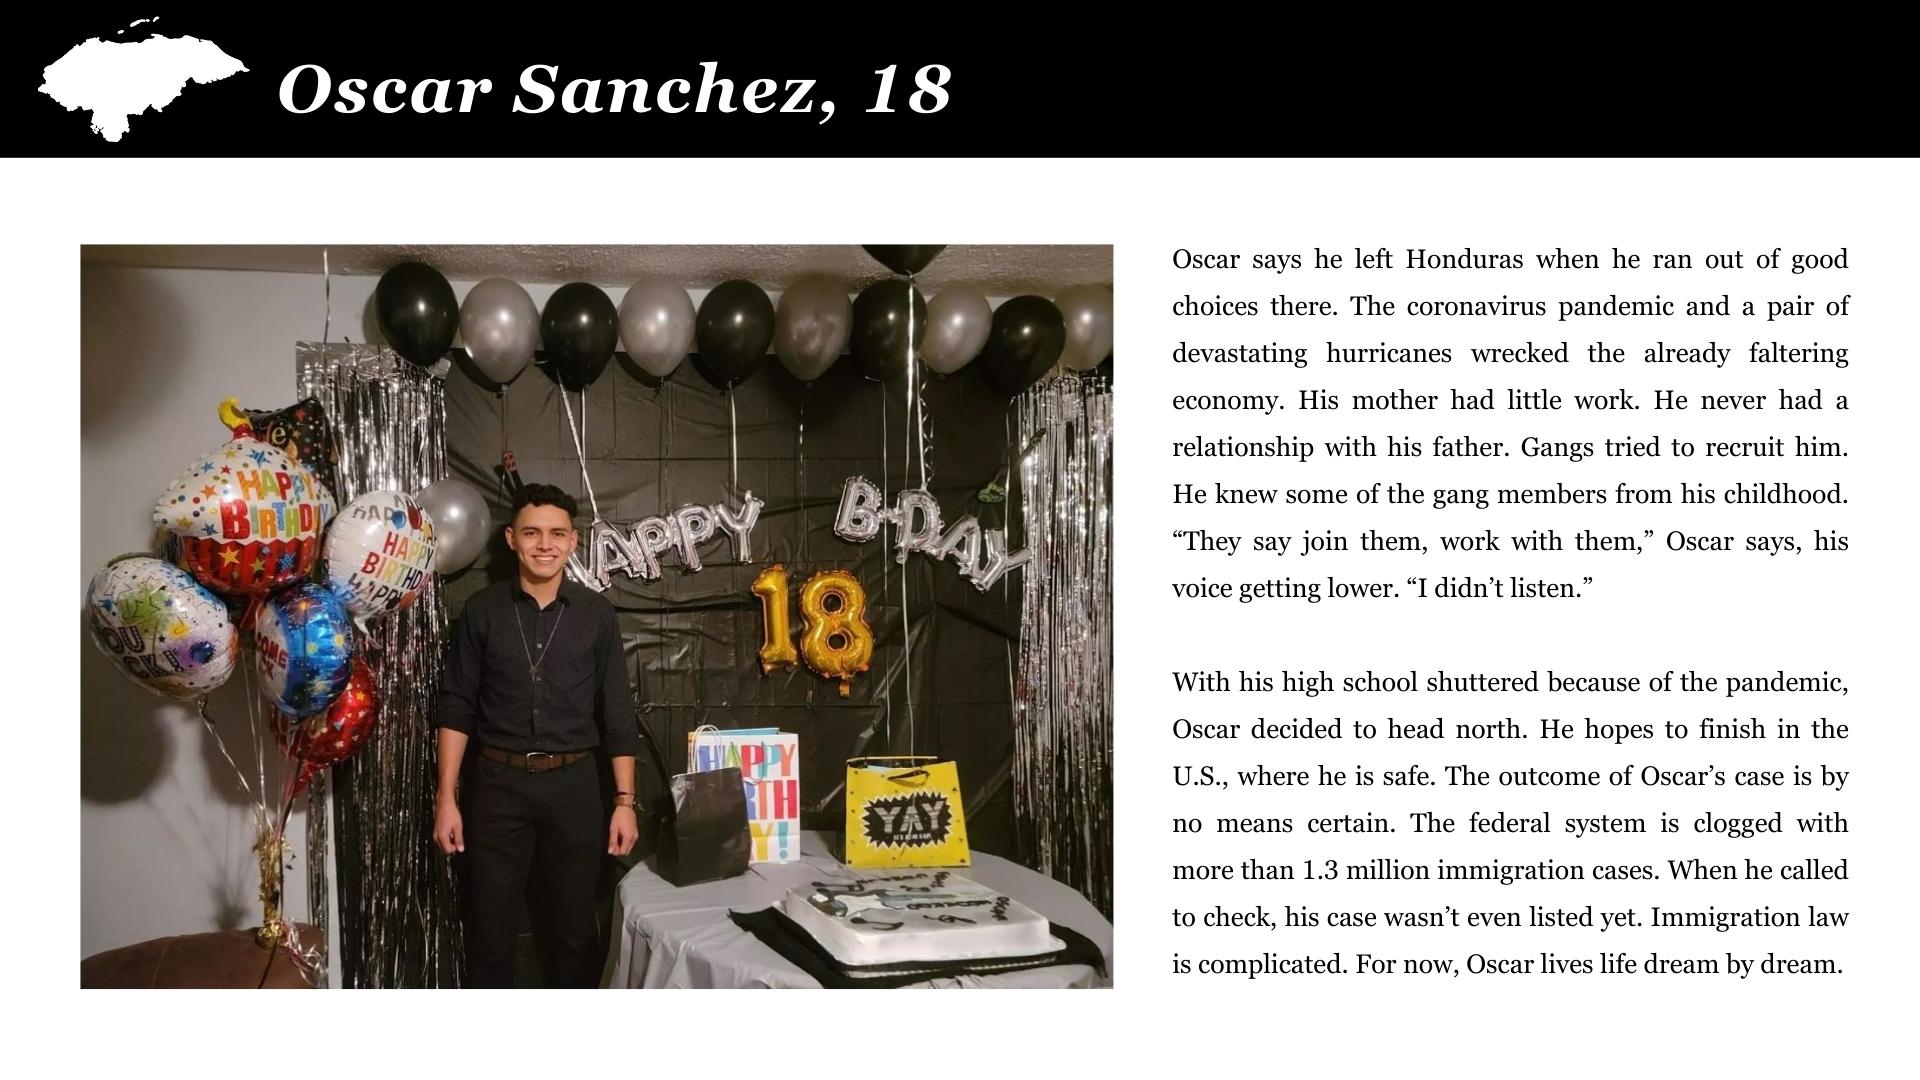 Oscar Sanchez, 18
Oscar says he left Honduras when he ran out of good
choices there. The coronavirus pandemic and a pair of
devastating hurricanes wrecked the already faltering
economy. His mother had little work. He never had a
relationship with his father. Gangs tried to recruit him.
He knew some of the gang members from his childhood.
“They say join them, work with them,” Oscar says, his
voice getting lower. “I didn’t listen.”
With his high school shuttered because of the pandemic,
Oscar decided to head north. He hopes to finish in the
U.S., where he is safe. The outcome of Oscar’s case is by
no means certain. The federal system is clogged with
more than 1.3 million immigration cases. When he called
to check, his case wasn’t even listed yet. Immigration law
is complicated. For now, Oscar lives life dream by dream.
HAPPY
BIRTHDAY
HAPPY
BIRTHDAY
HAPPY B-DAY
18
HAPPY
YAY